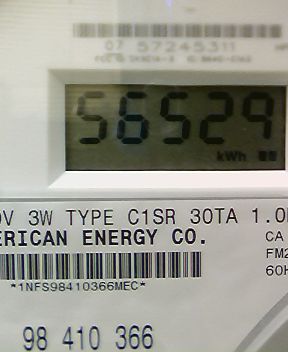 07 57245311
56529
kWh
V 3W TYPE C1SR 30TA 1.0
ERICAN ENERGY CO.
CA
FM2
60H
*1NFS98410366MEC*
98 410 366